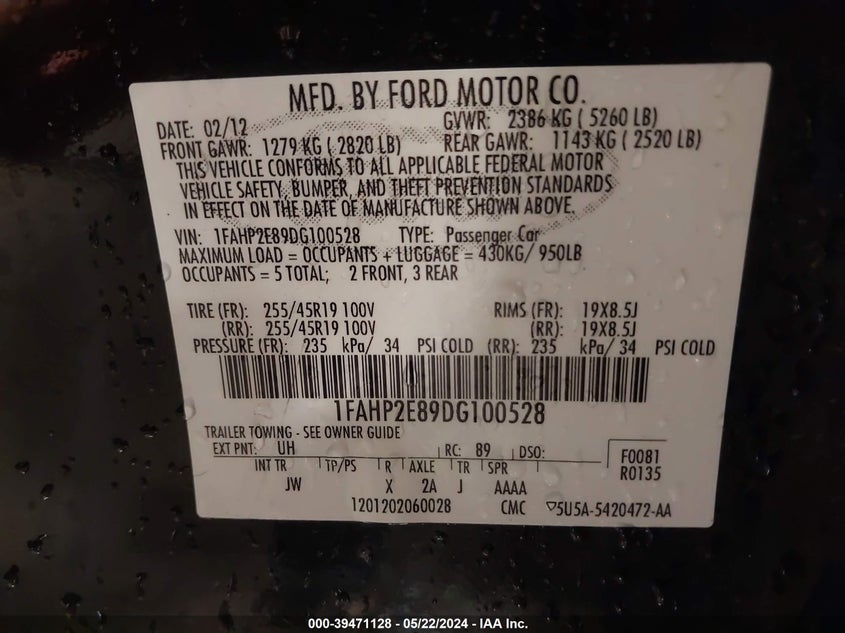 MFD. BY FORD MOTOR CO.
DATE: 02/12 GVWR: 2386 KG ( 5260 LB)
FRONT GAWR: 1279 KG ( 2820 LB) REAR GAWR: 1143 KG ( 2520 LB)
THIS VEHICLE CONFORMS TO ALL APPLICABLE FEDERAL MOTOR
VEHICLE SAFETY, BUMPER, AND THEFT PREVENTION STANDARDS
IN EFFECT ON THE DATE OF MANUFACTURE SHOWN ABOVE.
VIN: 1FAHP2E89DG100528 TYPE: Passenger Car
MAXIMUM LOAD = OCCUPANTS + LUGGAGE = 430KG/ 950LB
OCCUPANTS = 5 TOTAL; 2 FRONT, 3 REAR
TIRE (FR): 255/45R19 100V RIMS (FR): 19X8.5J
(RR): 255/45R19 100V (RR): 19X8.5J
PRESSURE (FR): 235 kPa/ 34 PSI COLD (RR): 235 kPa/ 34 PSI COLD
1FAHP2E89DG100528
TRAILER TOWING - SEE OWNER GUIDE
EXT PNT: UH RC: 89 DSO: F0081
INT TR TP/PS R AXLE TR SPR R0135
JW X 2A J AAAA
1201202060028 CMC ▽5U5A-5420472-AA
000-39471128 - 05/22/2024 - IAA Inc.